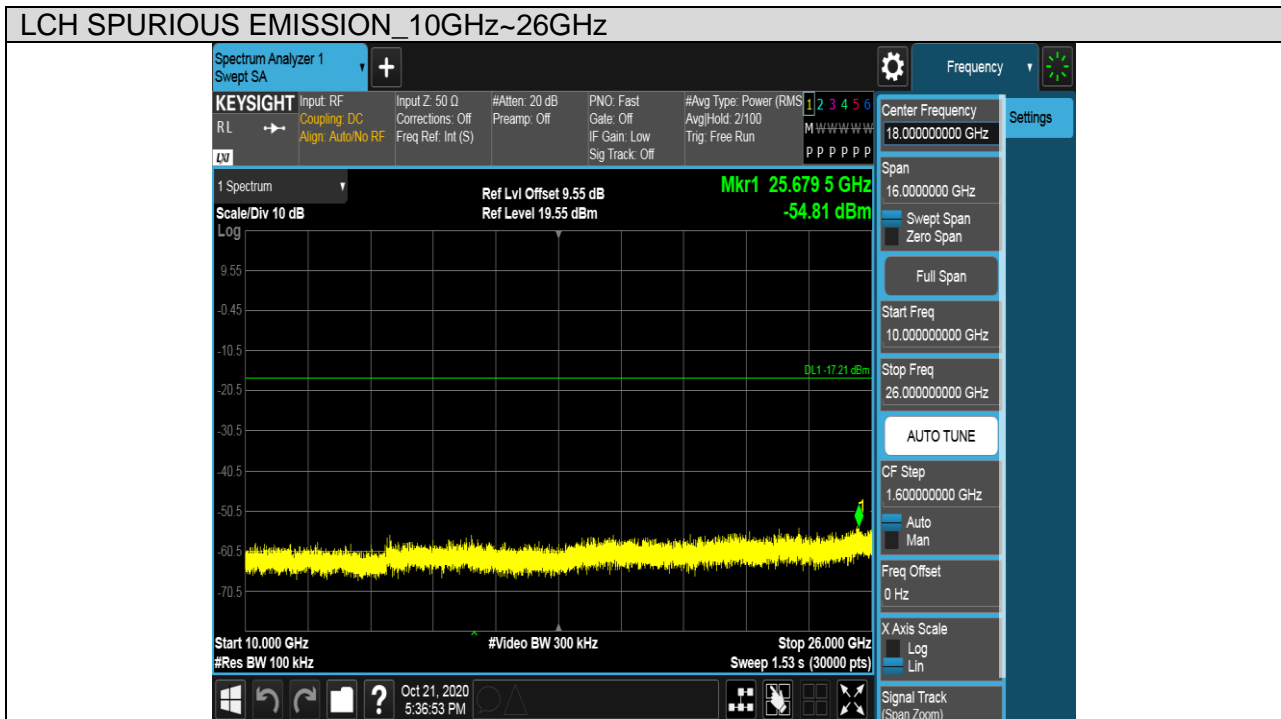 LCH SPURIOUS EMISSION_10GHz~26GHz
Spectrum Analyzer 1
Swept SA
+
Frequency
KEYSIGHT
RL
LXI
Input: RF
Coupling: DC
Align: Auto/No RF
Input Z: 50 Ω
Corrections: Off
Freq Ref: Int (S)
#Atten: 20 dB
Preamp: Off
PNO: Fast
Gate: Off
IF Gain: Low
Sig Track: Off
#Avg Type: Power (RMS
Avg|Hold: 2/100
Trig: Free Run
1 2 3 4 5 6
M W W W W W
P P P P P P
1 Spectrum
Scale/Div 10 dB
Ref Lvl Offset 9.55 dB
Ref Level 19.55 dBm
Mkr1 25.679 5 GHz
-54.81 dBm
Log
9.55
-0.45
-10.5
DL1 -17.21 dBm
-20.5
-30.5
-40.5
-50.5
1
-60.5
-70.5
Start 10.000 GHz
#Res BW 100 kHz
#Video BW 300 kHz
Stop 26.000 GHz
Sweep 1.53 s (30000 pts)
?
Oct 21, 2020
5:36:53 PM
Center Frequency
18.000000000 GHz
Settings
Span
16.0000000 GHz
Swept Span
Zero Span
Full Span
Start Freq
10.000000000 GHz
Stop Freq
26.000000000 GHz
AUTO TUNE
CF Step
1.600000000 GHz
Auto
Man
Freq Offset
0 Hz
X Axis Scale
Log
Lin
Signal Track
(Span Zoom)